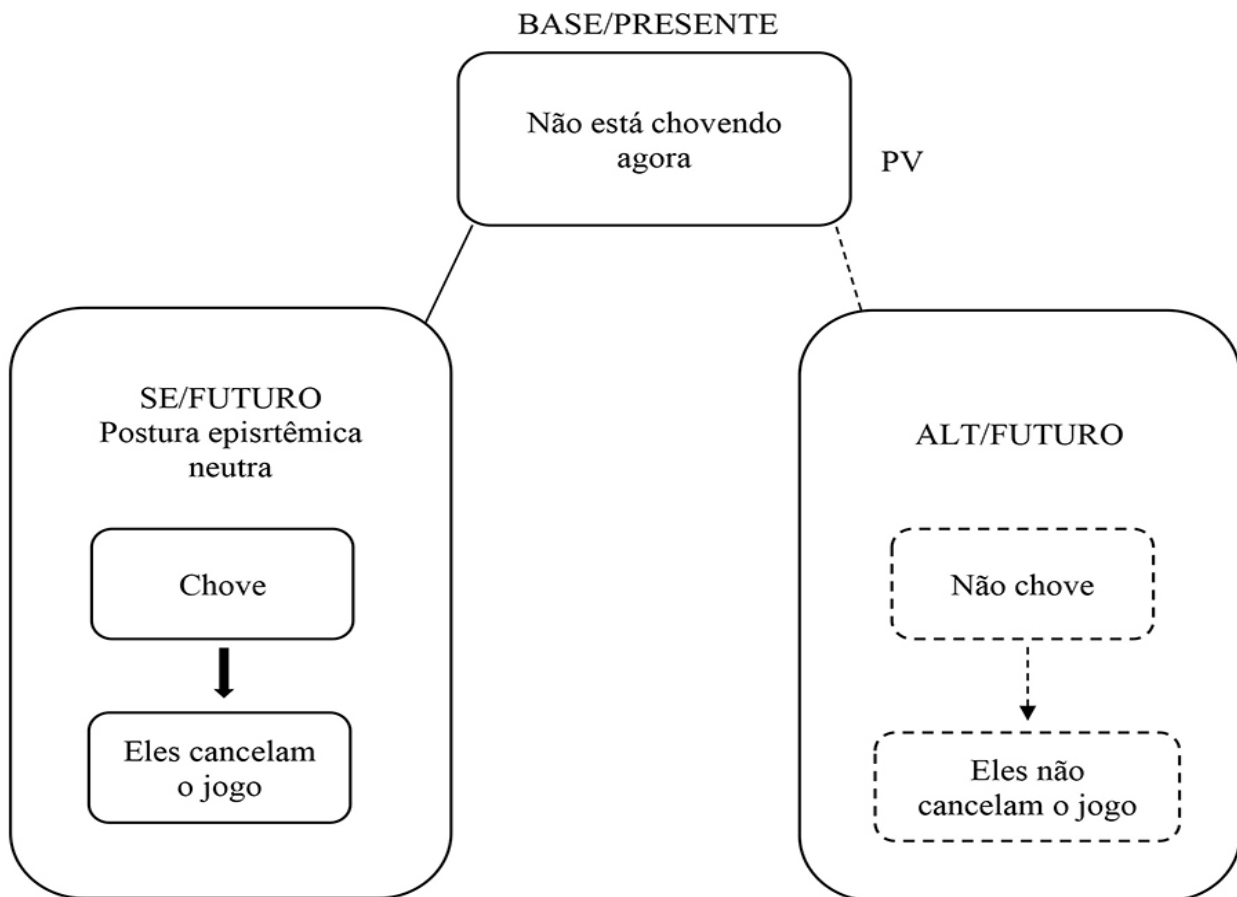 BASE/PRESENTE
Não está chovendo
agora
PV
SE/FUTURO
Postura episrtêmica
neutra
Chove
Eles cancelam
o jogo
ALT/FUTURO
Não chove
Eles não
cancelam o jogo